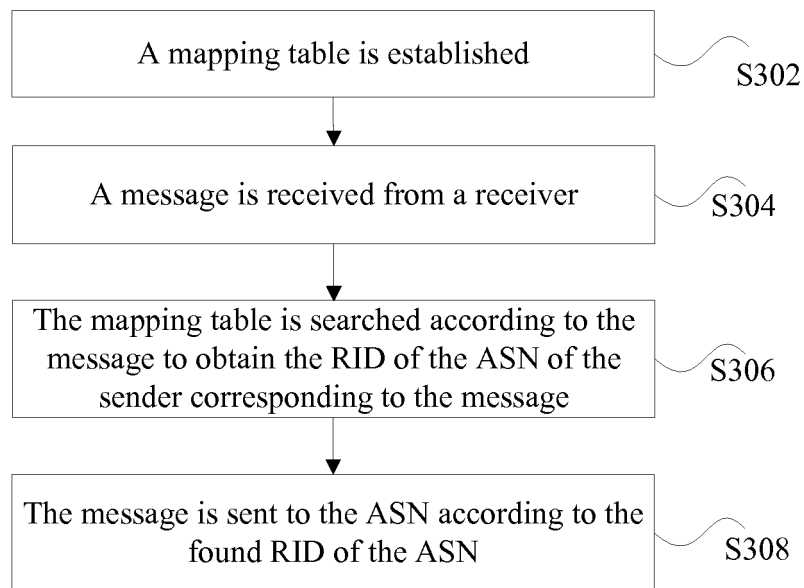 A mapping table is established
S302
A message is received from a receiver
S304
The mapping table is searched according to the
message to obtain the RID of the ASN of the
sender corresponding to the message
S306
The message is sent to the ASN according to the
found RID of the ASN
S308